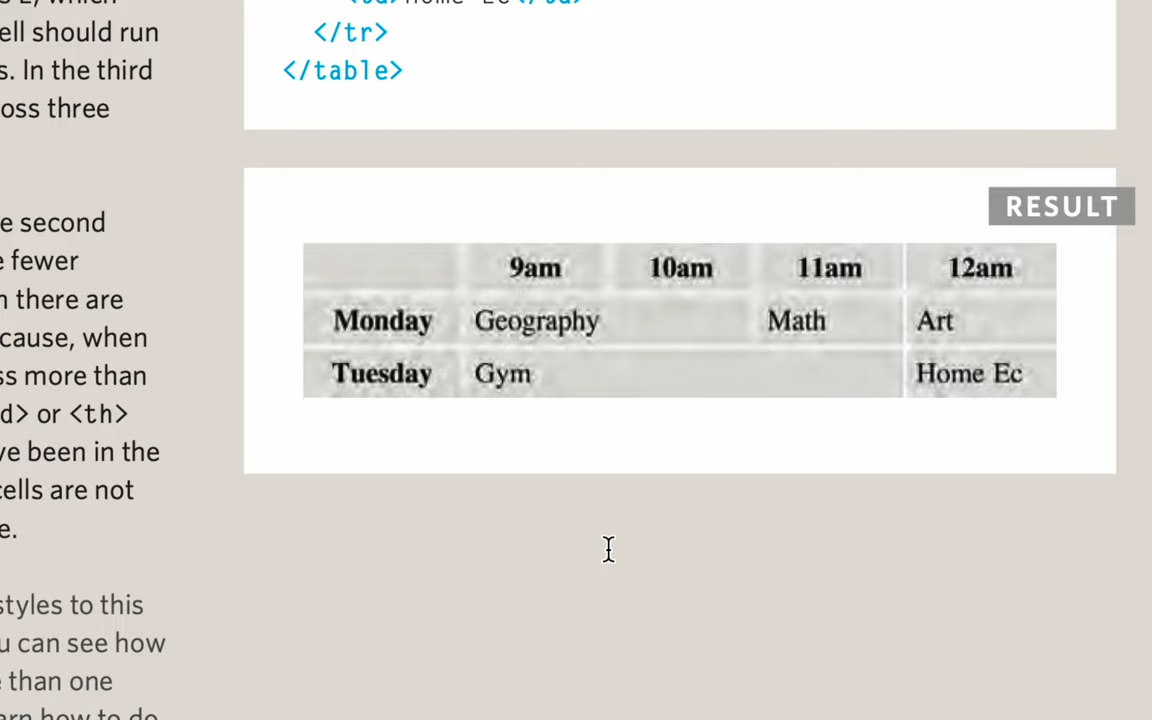 s. In the third
ell should run
oss three
e second
e fewer
n there are
cause, when
ss more than
d> or <th>
ve been in the
cells are not
e.
styles to this
u can see how
e than one
Home Ec
</tr>
</table>
RESULT
9am 10am 11am 12am
Monday Geography Math Art
Tuesday Gym Home Ec